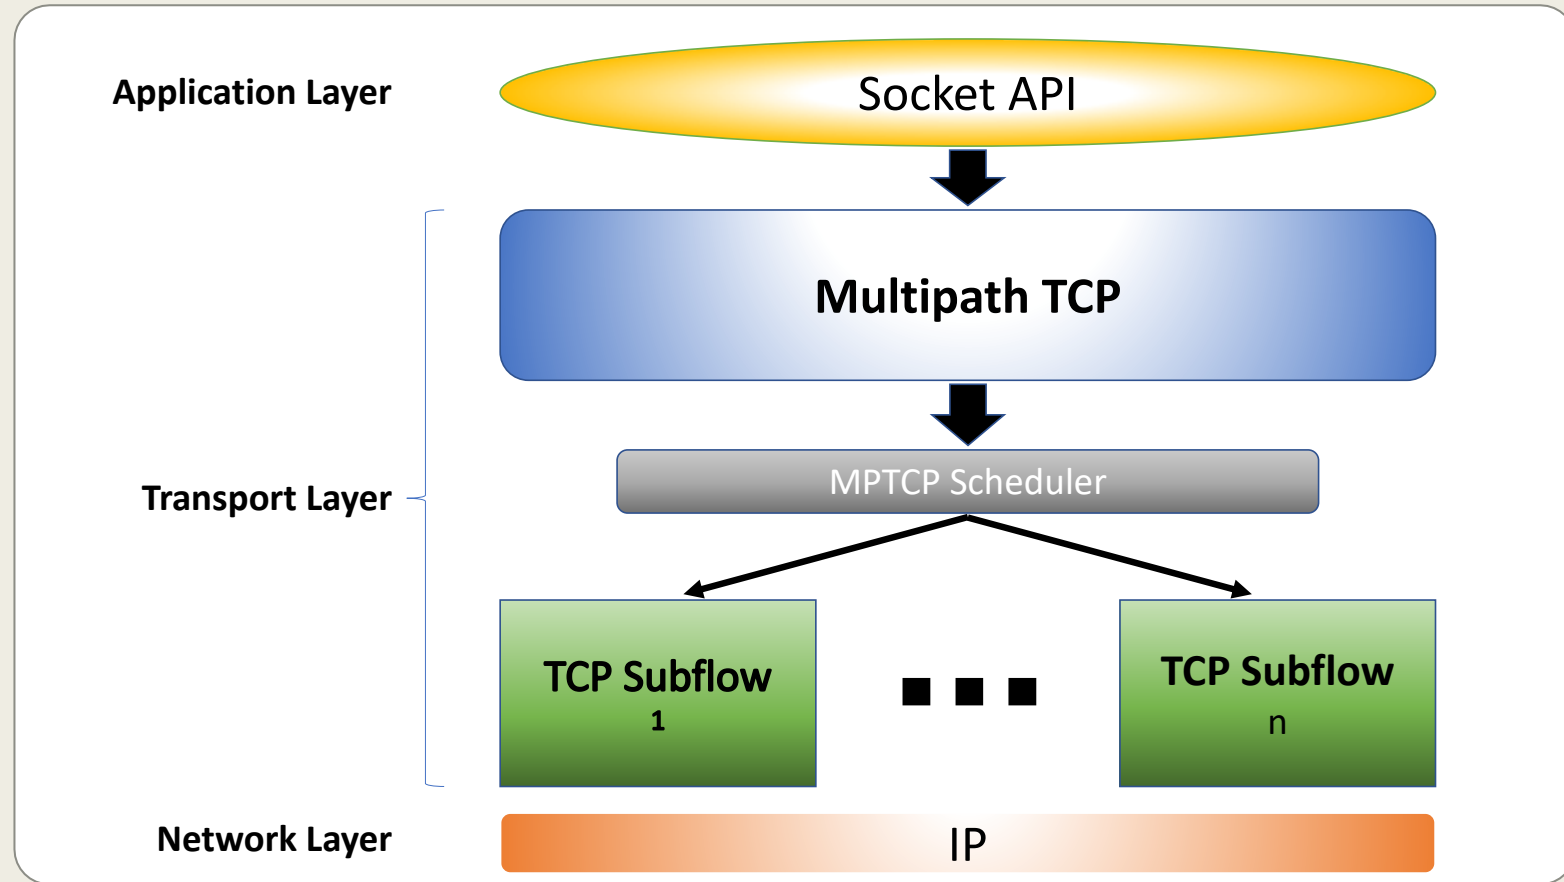 Application Layer
Socket API
Multipath TCP
MPTCP Scheduler
Transport Layer
TCP Subflow
1
TCP Subflow
n
Network Layer
IP